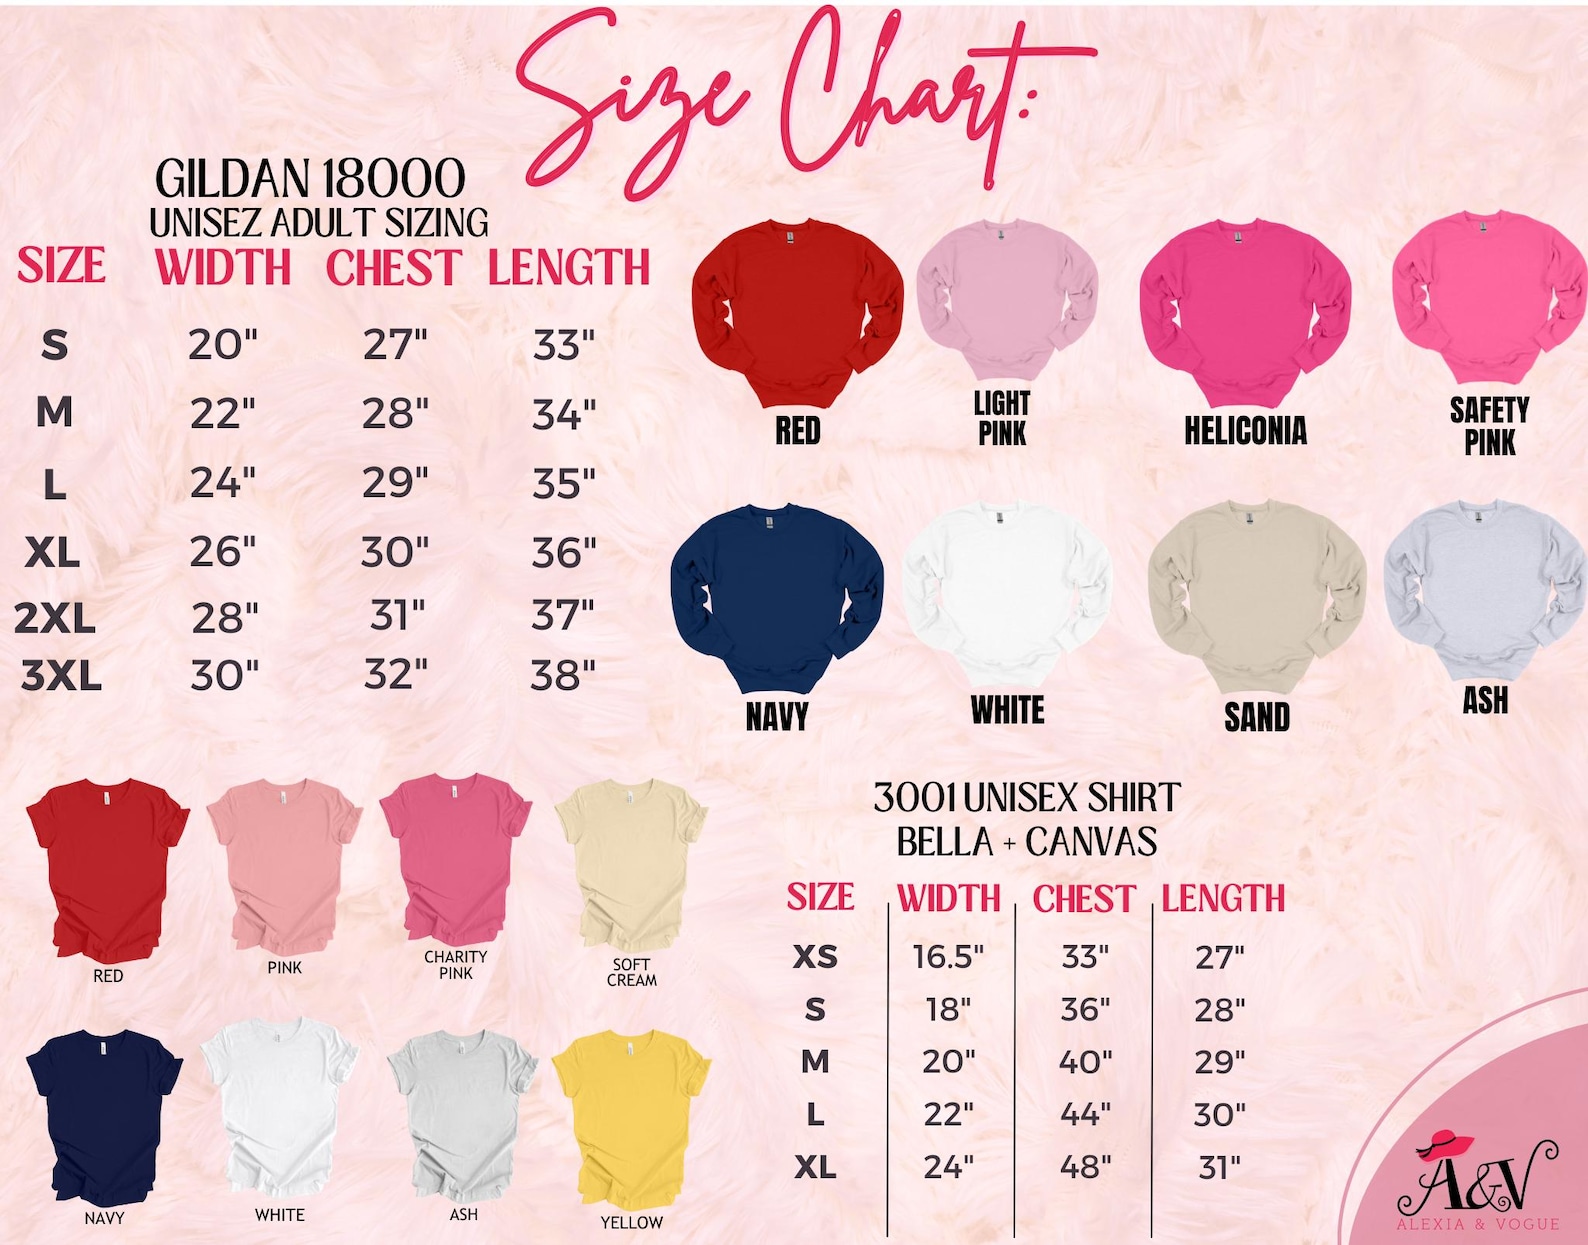 Size Chart:
GILDAN 18000
UNISEZ ADULT SIZING
SIZE WIDTH CHEST LENGTH
S 20" 27" 33"
M 22" 28" 34"
L 24" 29" 35"
XL 26" 30" 36"
2XL 28" 31" 37"
3XL 30" 32" 38"
RED
LIGHT
PINK
HELICONIA
SAFETY
PINK
NAVY
WHITE
SAND
ASH
RED
PINK
CHARITY
PINK
SOFT
CREAM
NAVY
WHITE
ASH
YELLOW
3001 UNISEX SHIRT
BELLA + CANVAS
SIZE WIDTH CHEST LENGTH
XS 16.5" 33" 27"
S 18" 36" 28"
M 20" 40" 29"
L 22" 44" 30"
XL 24" 48" 31"
A&V
ALEXIA & VOGUE